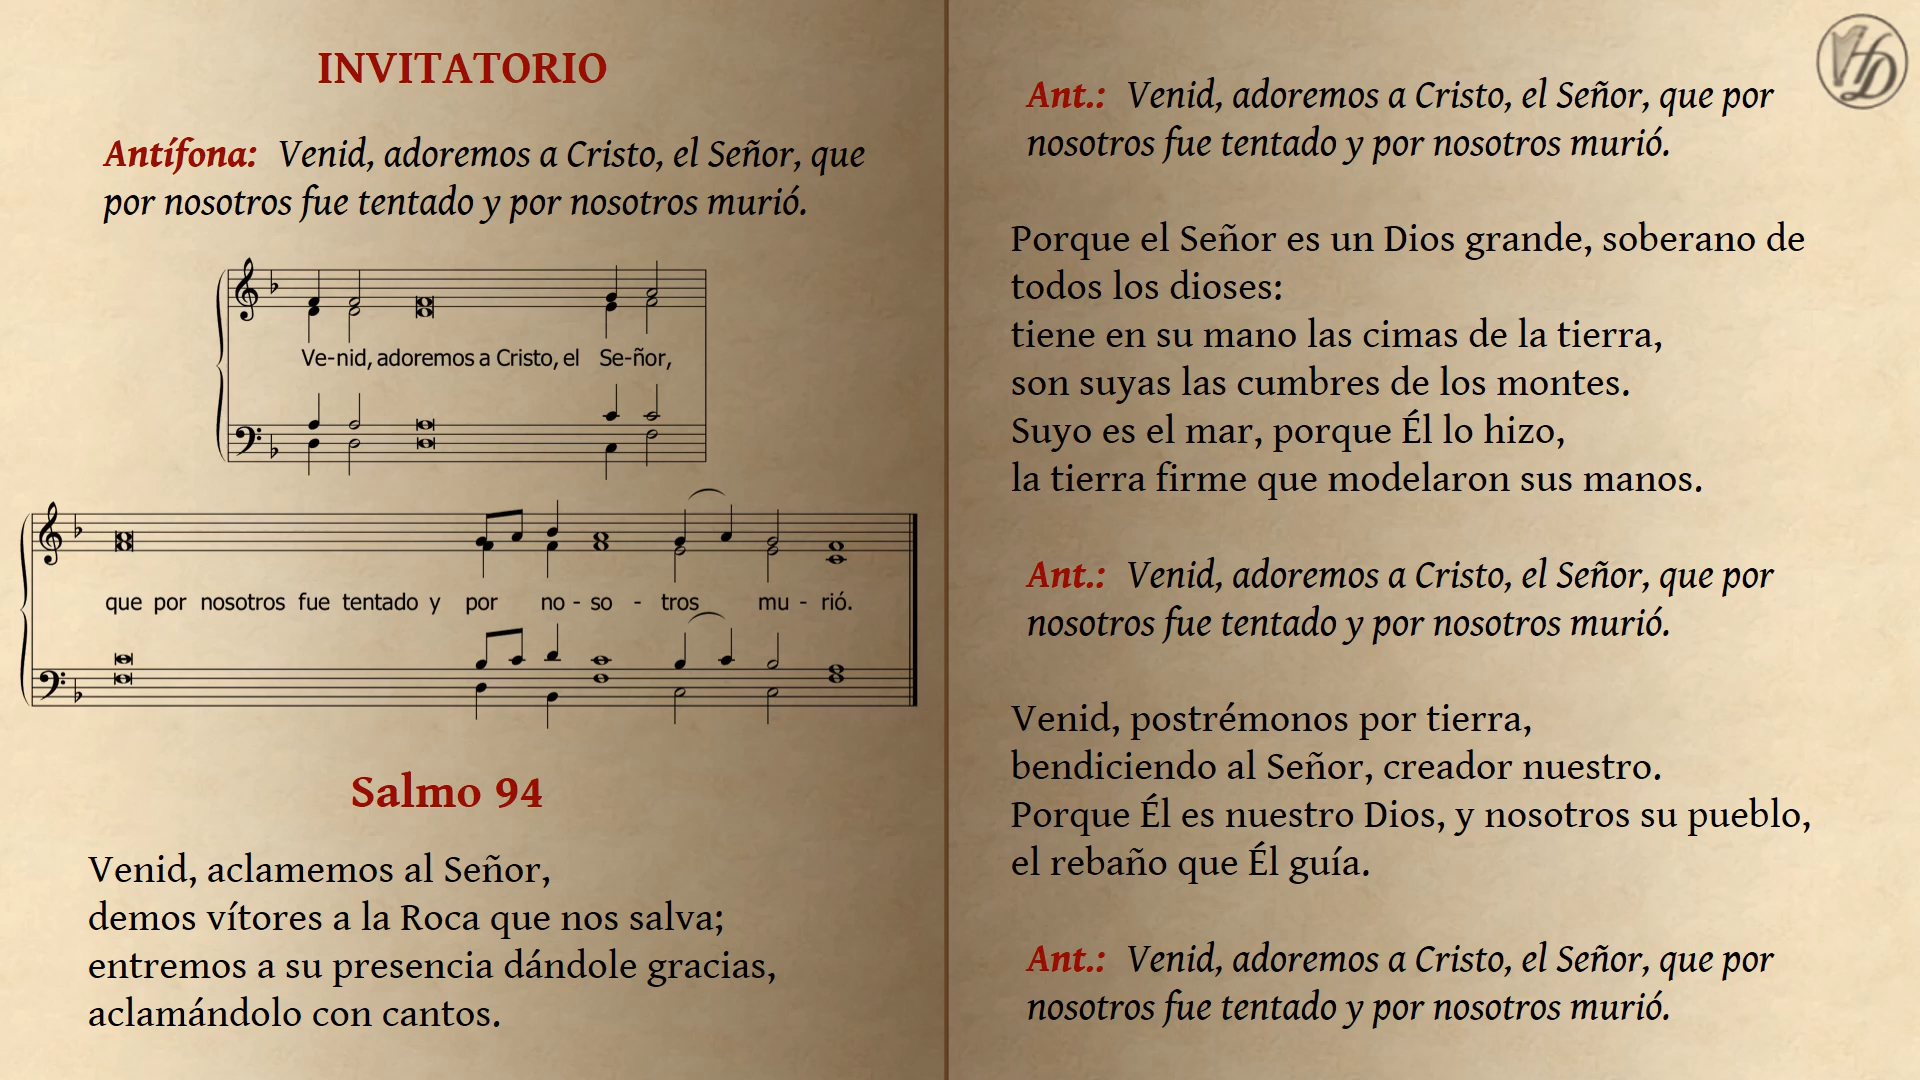 INVITATORIO
Antífona: Venid, adoremos a Cristo, el Señor, que
por nosotros fue tentado y por nosotros murió.
Ve-nid, adoremos a Cristo, el Se-ñor,
que por nosotros fue tentado y por no - so - tros mu - rió.
Salmo 94
Venid, aclamemos al Señor,
demos vítores a la Roca que nos salva;
entremos a su presencia dándole gracias,
aclamándolo con cantos.
Ant.: Venid, adoremos a Cristo, el Señor, que por
nosotros fue tentado y por nosotros murió.
Porque el Señor es un Dios grande, soberano de
todos los dioses:
tiene en su mano las cimas de la tierra,
son suyas las cumbres de los montes.
Suyo es el mar, porque Él lo hizo,
la tierra firme que modelaron sus manos.
Ant.: Venid, adoremos a Cristo, el Señor, que por
nosotros fue tentado y por nosotros murió.
Venid, postrémonos por tierra,
bendiciendo al Señor, creador nuestro.
Porque Él es nuestro Dios, y nosotros su pueblo,
el rebaño que Él guía.
Ant.: Venid, adoremos a Cristo, el Señor, que por
nosotros fue tentado y por nosotros murió.
HD